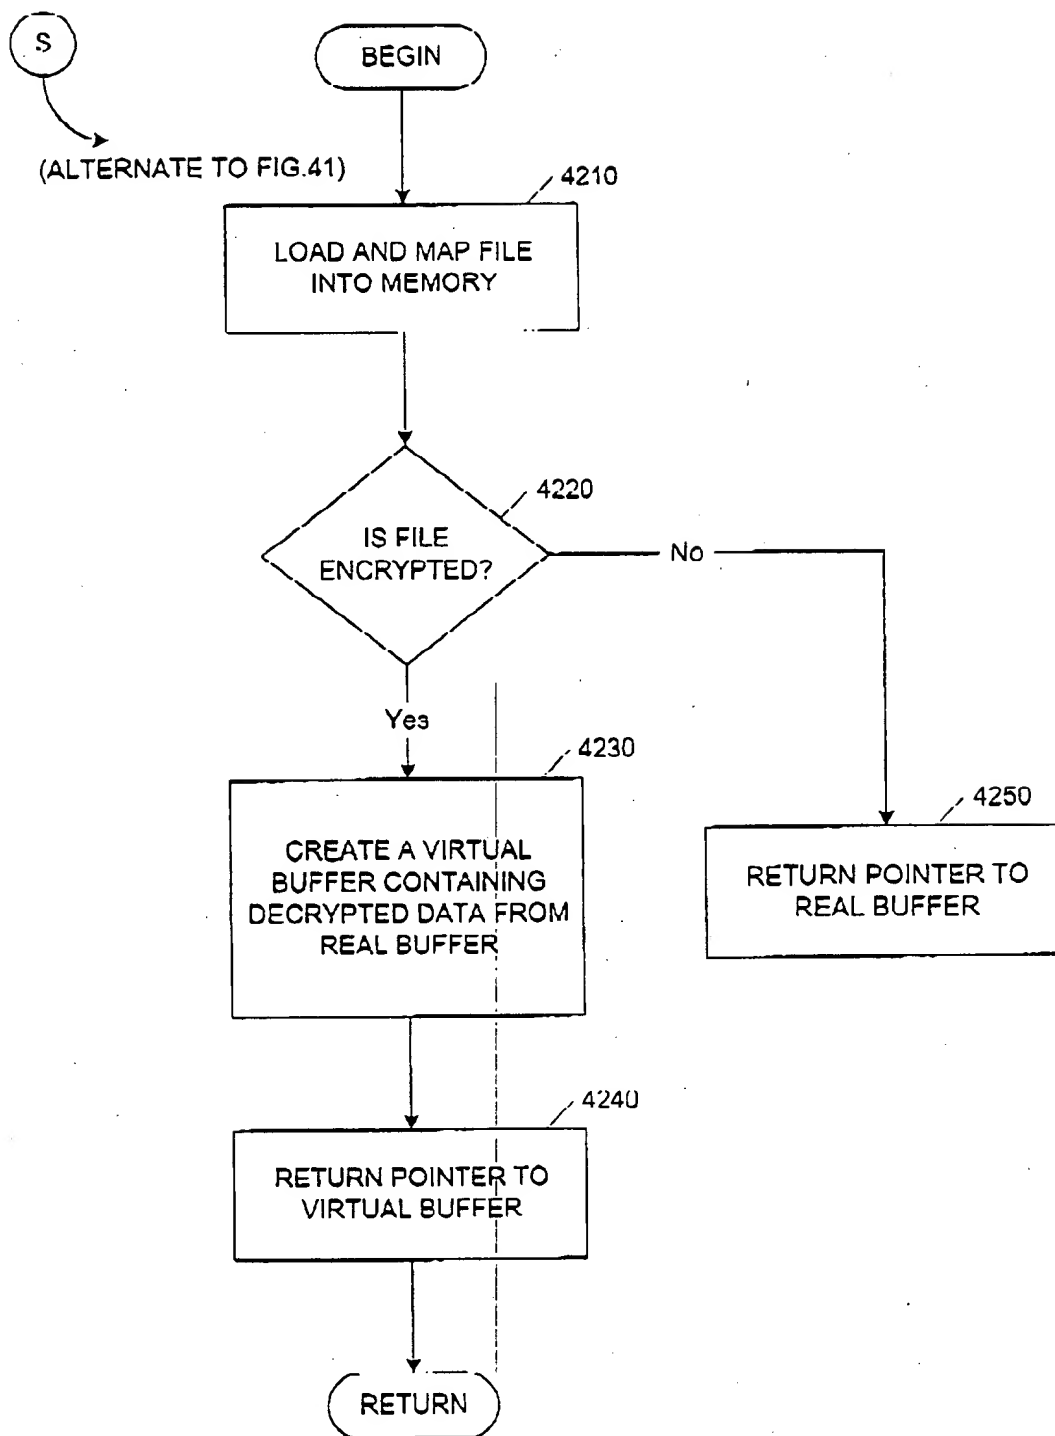 S
BEGIN
(ALTERNATE TO FIG.41)
4210
LOAD AND MAP FILE
INTO MEMORY
4220
IS FILE
ENCRYPTED?
No
Yes
4230
CREATE A VIRTUAL
BUFFER CONTAINING
DECRYPTED DATA FROM
REAL BUFFER
4250
RETURN POINTER TO
REAL BUFFER
4240
RETURN POINTER TO
VIRTUAL BUFFER
RETURN